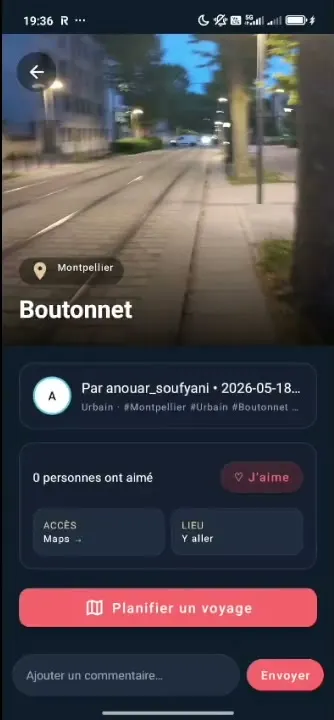 19:36 R ...
5G
Montpellier
Boutonnet
A
Par anouar_soufyani • 2026-05-18...
Urbain · #Montpellier #Urbain #Boutonnet ...
0 personnes ont aimé
♡ J'aime
ACCÈS
Maps →
LIEU
Y aller
Planifier un voyage
Ajouter un commentaire...
Envoyer